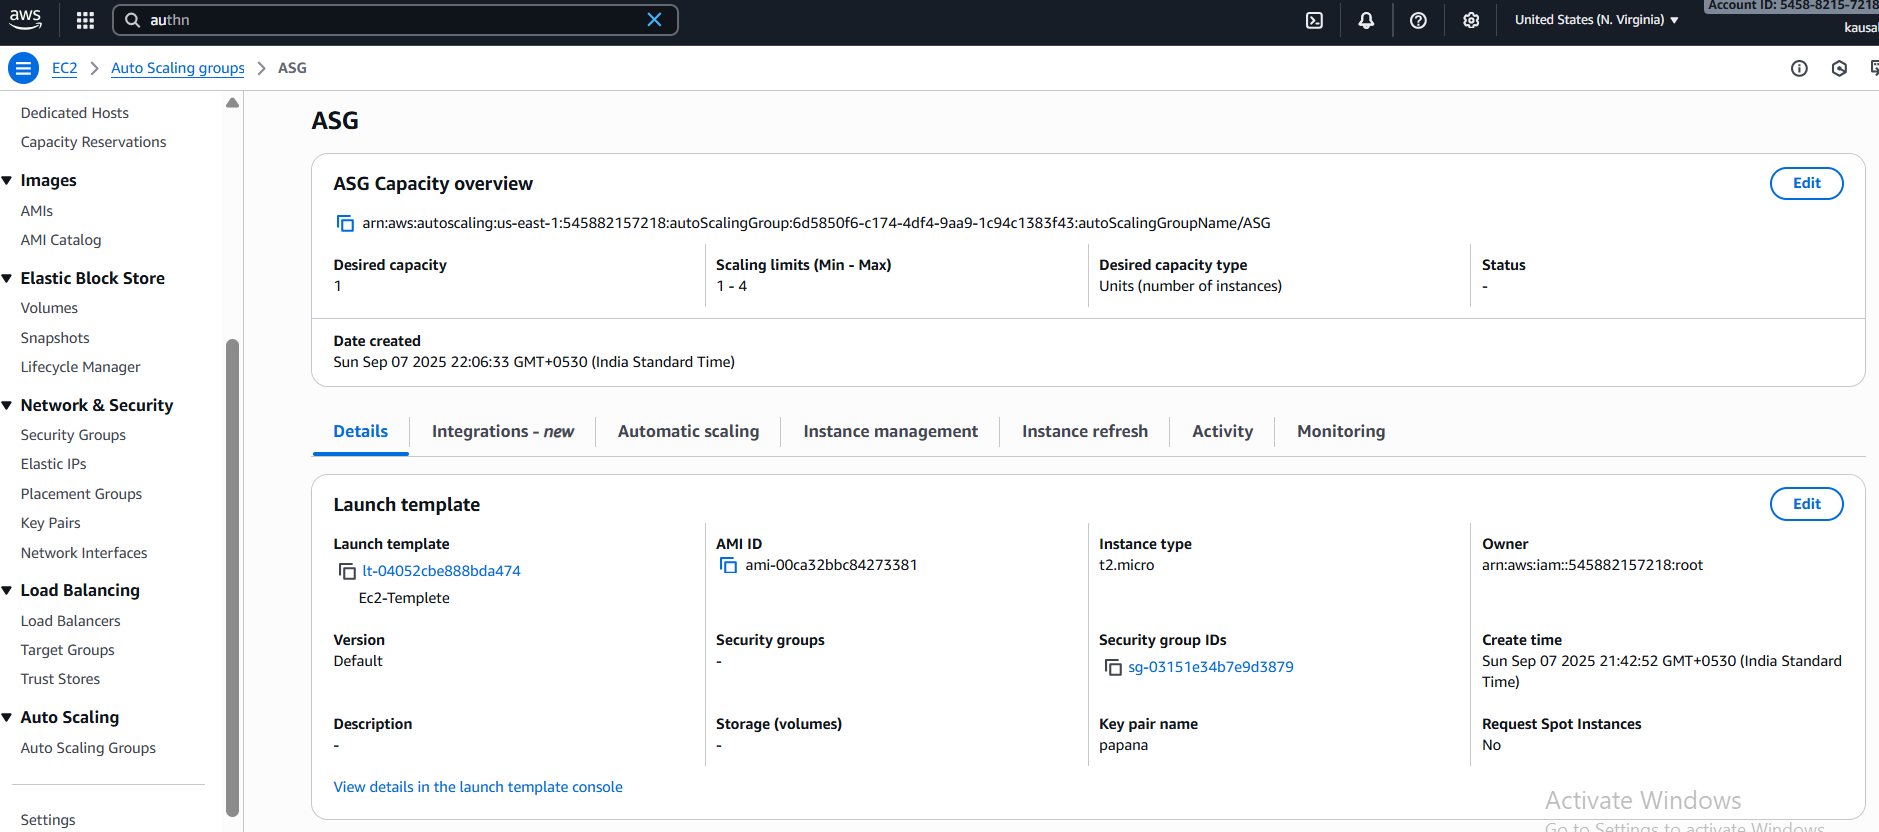 aws
authn
United States (N. Virginia)
Account ID: 5458-8215-7218
kausal
EC2 > Auto Scaling groups > ASG
Dedicated Hosts
Capacity Reservations
Images
AMIs
AMI Catalog
Elastic Block Store
Volumes
Snapshots
Lifecycle Manager
Network & Security
Security Groups
Elastic IPs
Placement Groups
Key Pairs
Network Interfaces
Load Balancing
Load Balancers
Target Groups
Trust Stores
Auto Scaling
Auto Scaling Groups
Settings
ASG
ASG Capacity overview
Edit
arn:aws:autoscaling:us-east-1:545882157218:autoScalingGroup:6d5850f6-c174-4df4-9aa9-1c94c1383f43:autoScalingGroupName/ASG
Desired capacity
1
Scaling limits (Min - Max)
1 - 4
Desired capacity type
Units (number of instances)
Status
-
Date created
Sun Sep 07 2025 22:06:33 GMT+0530 (India Standard Time)
Details
Integrations - new
Automatic scaling
Instance management
Instance refresh
Activity
Monitoring
Launch template
Edit
Launch template
lt-04052cbe888bda474
Ec2-Templete
AMI ID
ami-00ca32bbc84273381
Instance type
t2.micro
Owner
arn:aws:iam::545882157218:root
Version
Default
Security groups
-
Security group IDs
sg-03151e34b7e9d3879
Create time
Sun Sep 07 2025 21:42:52 GMT+0530 (India Standard
Time)
Description
-
Storage (volumes)
-
Key pair name
papana
Request Spot Instances
No
View details in the launch template console
Activate Windows
Go to Settings to activate Windows.